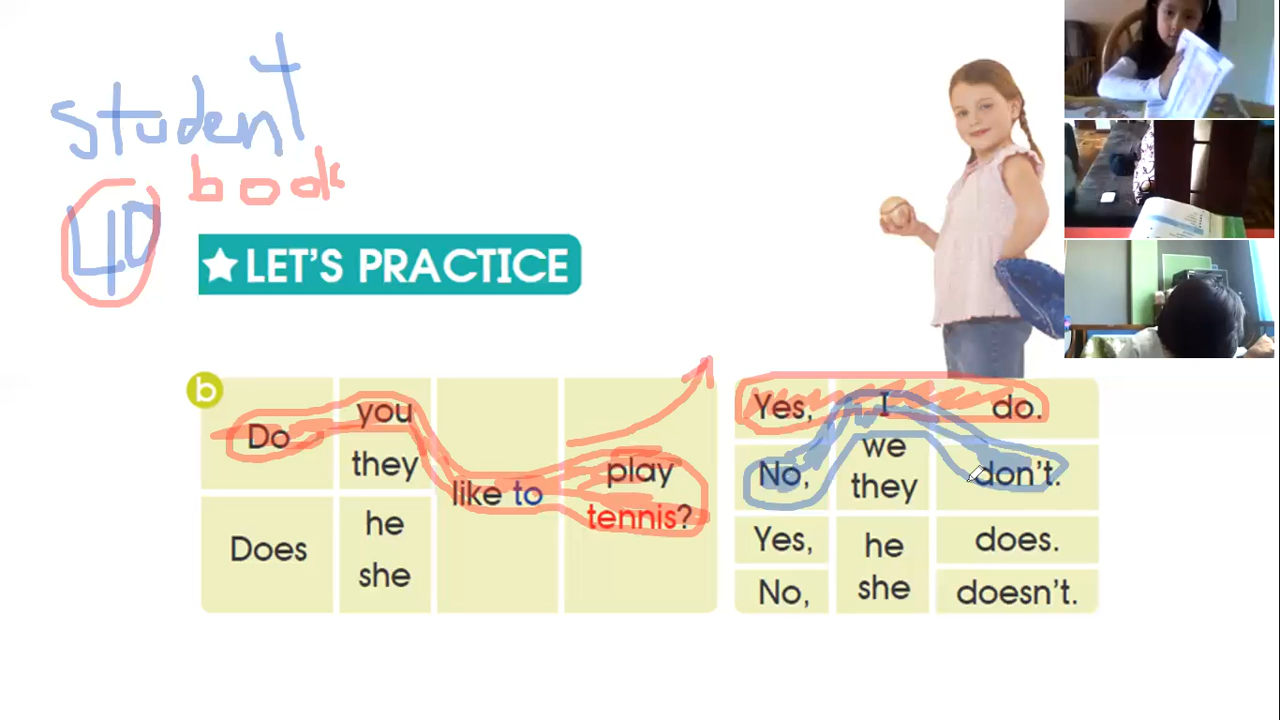 student
book
40
LET'S PRACTICE
b
Do
you
they
Does
he
she
like to
play
tennis?
Yes,
I
do.
No,
we
they
don't.
Yes,
he
does.
No,
she
doesn't.